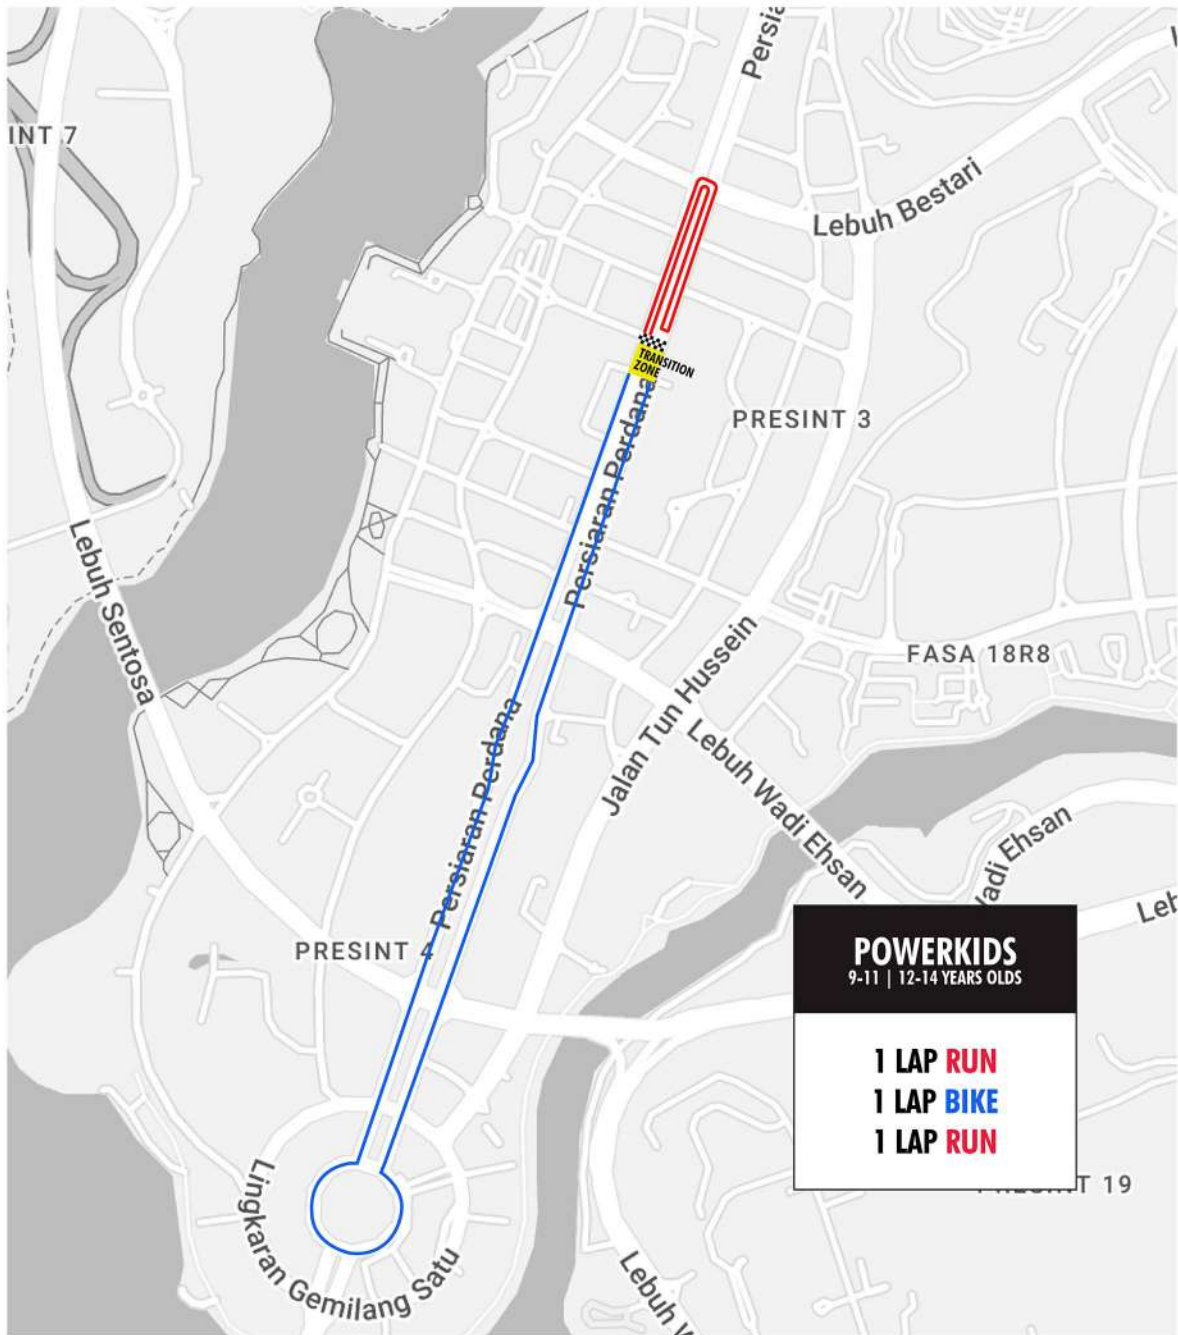 Persia
INT 7
Lebuh Bestari
TRANSITION
ZONE
PRESINT 3
Persiaran Perdana
Lebuh Sentosa
Jalan Tun Hussein
FASA 18R8
Persiaran Perdana
Lebuh Wadi Ehsan
adi Ehsan
Leb
PRESINT 4
POWERKIDS
9-11 | 12-14 YEARS OLDS
1 LAP RUN
1 LAP BIKE
1 LAP RUN
19
Lingkaran Gemilang Satu
Lebuh